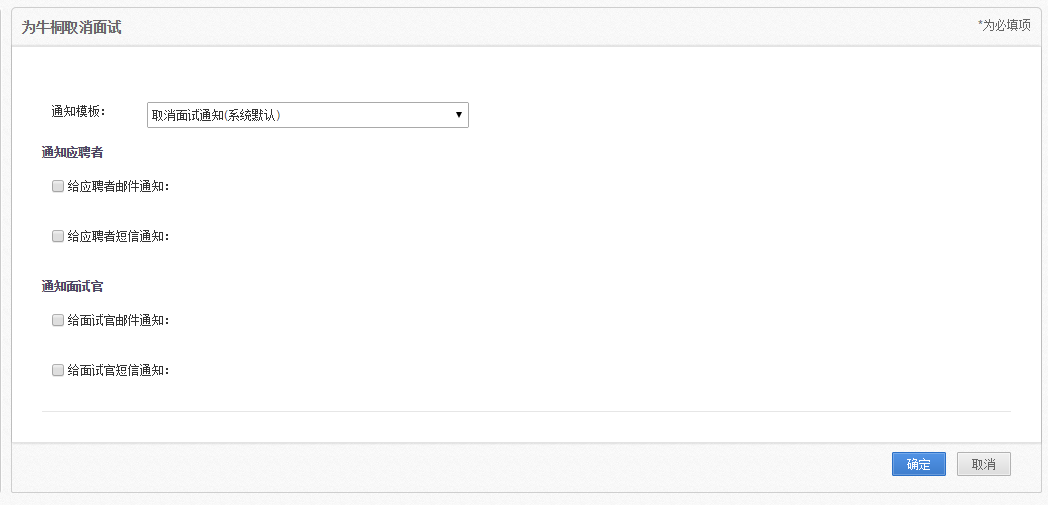 为牛桐取消面试
*为必填项
通知模板：
取消面试通知(系统默认)
通知应聘者
给应聘者邮件通知：
给应聘者短信通知：
通知面试官
给面试官邮件通知：
给面试官短信通知：
确定
取消